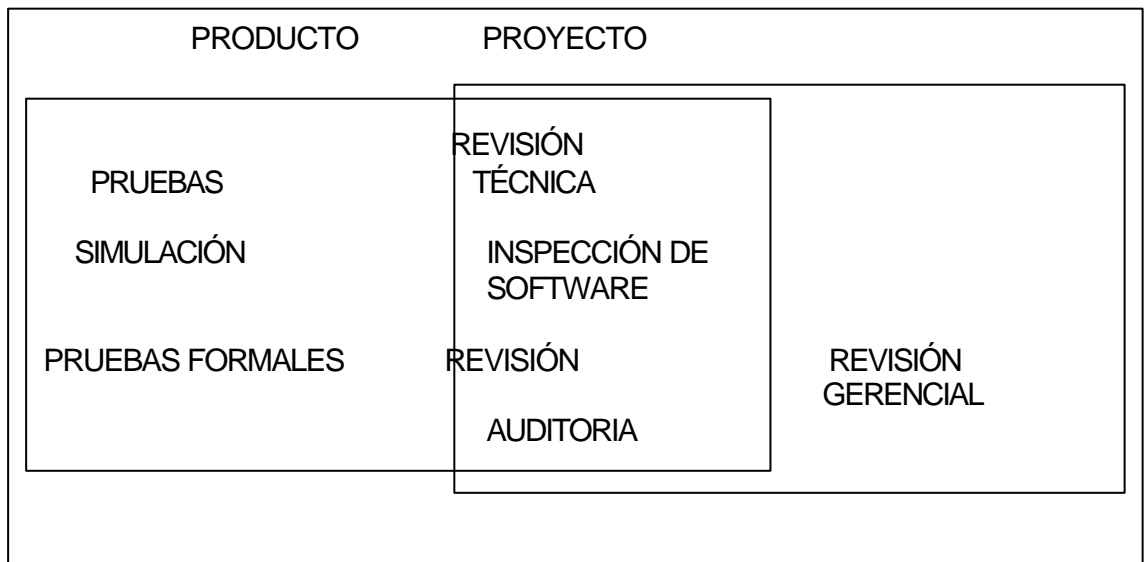 PRODUCTO PROYECTO
REVISIÓN
PRUEBAS TÉCNICA
SIMULACIÓN INSPECCIÓN DE
SOFTWARE
PRUEBAS FORMALES REVISIÓN REVISIÓN
GERENCIAL
AUDITORIA